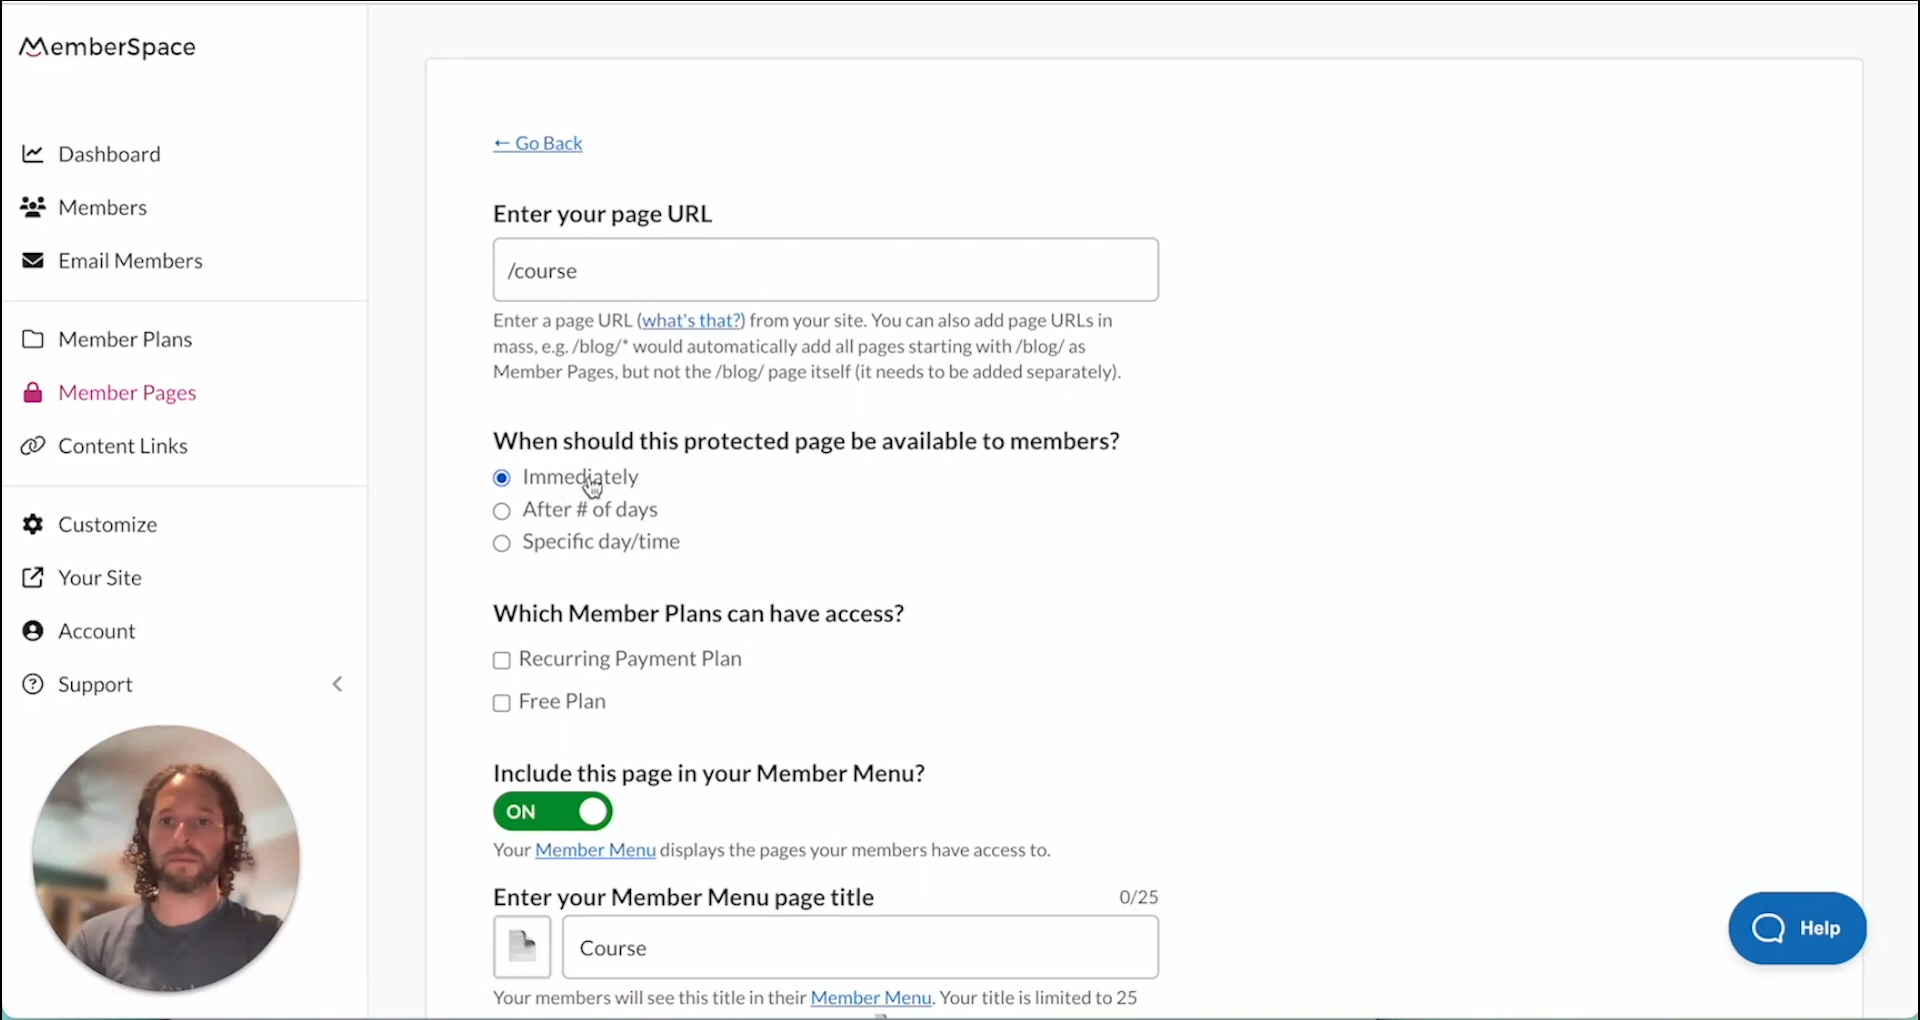 MemberSpace
Dashboard
Members
Email Members
Member Plans
Member Pages
Content Links
Customize
Your Site
Account
Support
← Go Back
Enter your page URL
/course
Enter a page URL (what's that?) from your site. You can also add page URLs in
mass, e.g. /blog/* would automatically add all pages starting with /blog/ as
Member Pages, but not the /blog/ page itself (it needs to be added separately).
When should this protected page be available to members?
Immediately
After # of days
Specific day/time
Which Member Plans can have access?
Recurring Payment Plan
Free Plan
Include this page in your Member Menu?
ON
Your Member Menu displays the pages your members have access to.
Enter your Member Menu page title 0/25
Course
Your members will see this title in their Member Menu. Your title is limited to 25
Help